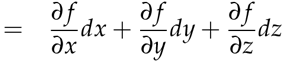 = ∂f/∂x dx + ∂f/∂y dy + ∂f/∂z dz